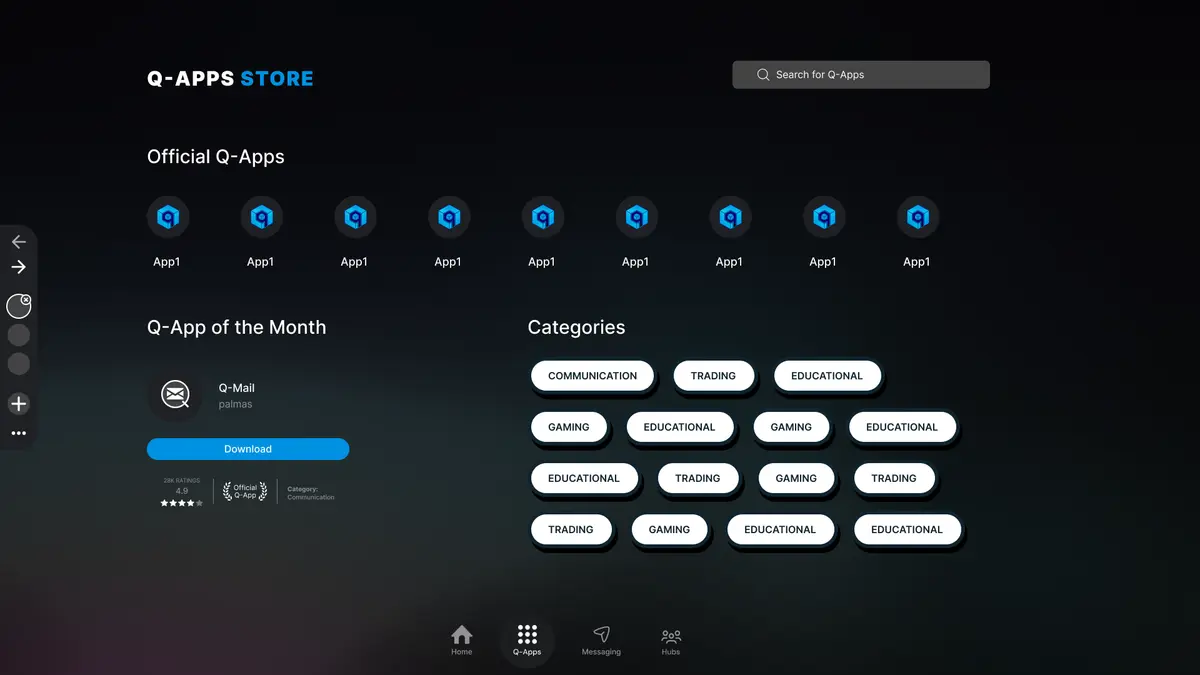 Q-APPS STORE
Search for Q-Apps
Official Q-Apps
App1 App1 App1 App1 App1 App1 App1 App1 App1
Q-App of the Month
Q-Mail
palmas
Download
28K RATINGS
4.9
Official
Q-App
Category:
Communication
Categories
COMMUNICATION TRADING EDUCATIONAL
GAMING EDUCATIONAL GAMING EDUCATIONAL
EDUCATIONAL TRADING GAMING TRADING
TRADING GAMING EDUCATIONAL EDUCATIONAL
Home Q-Apps Messaging Hubs